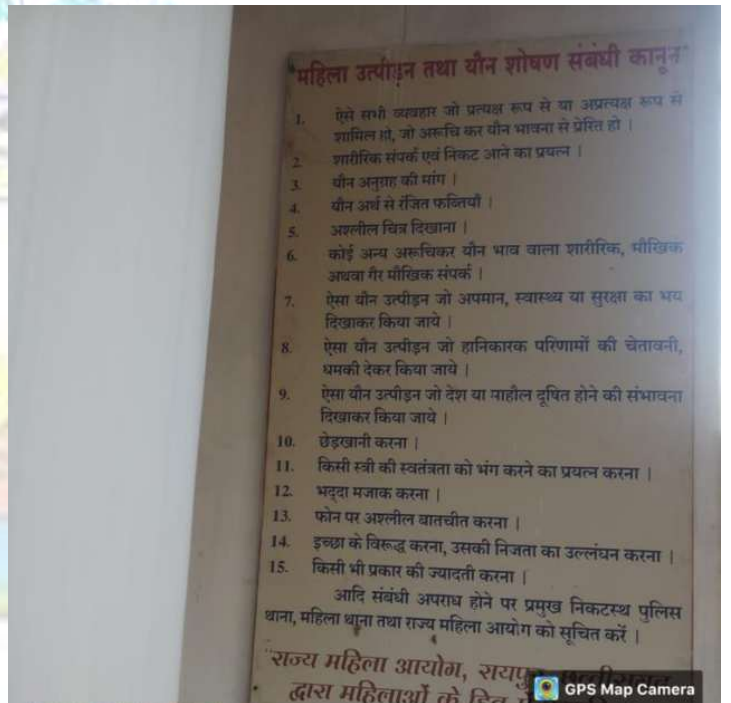 "महिला उत्पीड़न तथा यौन शोषण संबंधी कानून"
1. ऐसे सभी व्यवहार जो प्रत्यक्ष रूप से या अप्रत्यक्ष रूप से
शामिल हो, जो अरूचि कर यौन भावना से प्रेरित हो ।
2. शारीरिक संपर्क एवं निकट आने का प्रयत्न ।
3. यौन अनुग्रह की मांग ।
4. यौन अर्थ से रंजित फब्तियाँ ।
5. अश्लील चित्र दिखाना ।
6. कोई अन्य अरूचिकर यौन भाव वाला शारीरिक, मौखिक
अथवा गैर मौखिक संपर्क ।
7. ऐसा यौन उत्पीड़न जो अपमान, स्वास्थ्य या सुरक्षा का भय
दिखाकर किया जाये ।
8. ऐसा यौन उत्पीड़न जो हानिकारक परिणामों की चेतावनी,
धमकी देकर किया जाये ।
9. ऐसा यौन उत्पीड़न जो देश या माहौल दूषित होने की संभावना
दिखाकर किया जाये ।
10. छेड़खानी करना ।
11. किसी स्त्री की स्वतंत्रता को भंग करने का प्रयत्न करना ।
12. भद्दा मजाक करना ।
13. फोन पर अश्लील बातचीत करना ।
14. इच्छा के विरूद्ध करना, उसकी निजता का उल्लंघन करना ।
15. किसी भी प्रकार की ज्यादती करना ।
आदि संबंधी अपराध होने पर प्रमुख निकटस्थ पुलिस
थाना, महिला थाना तथा राज्य महिला आयोग को सूचित करें ।
"राज्य महिला आयोग, रायपुर, छत्तीसगढ़
द्वारा महिलाओं के हित
GPS Map Camera